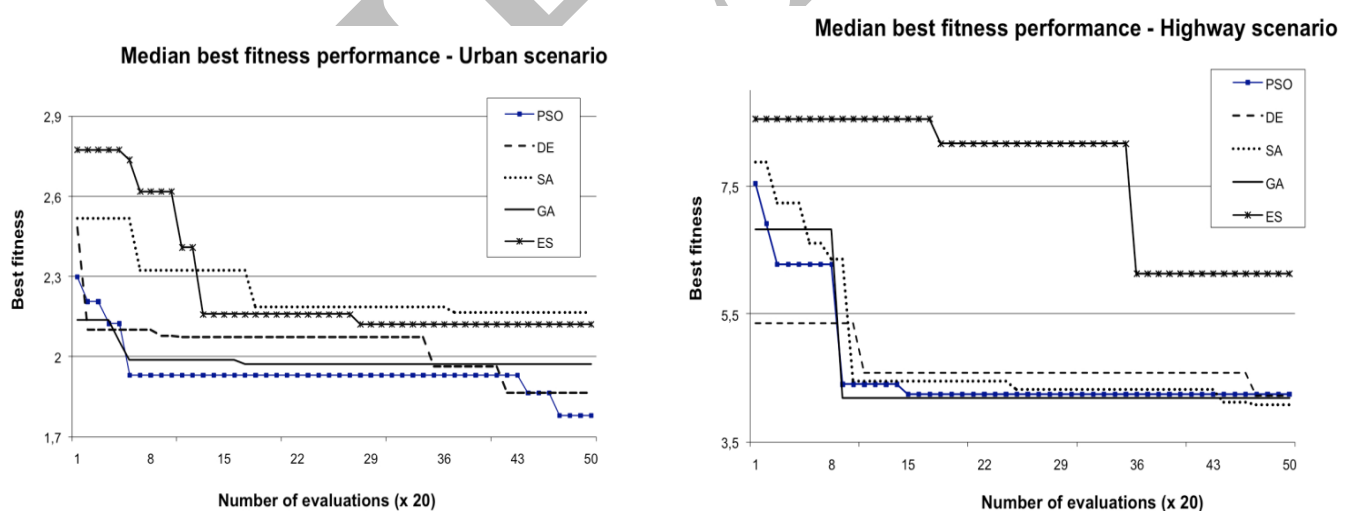 Median best fitness performance - Urban scenario
2,9
2,6
2,3
2
1,7
Best fitness
1 8 15 22 29 36 43 50
Number of evaluations (x 20)
PSO
DE
SA
GA
ES
Median best fitness performance - Highway scenario
7,5
5,5
3,5
Best fitness
1 8 15 22 29 36 43 50
Number of evaluations (x 20)
PSO
DE
SA
GA
ES